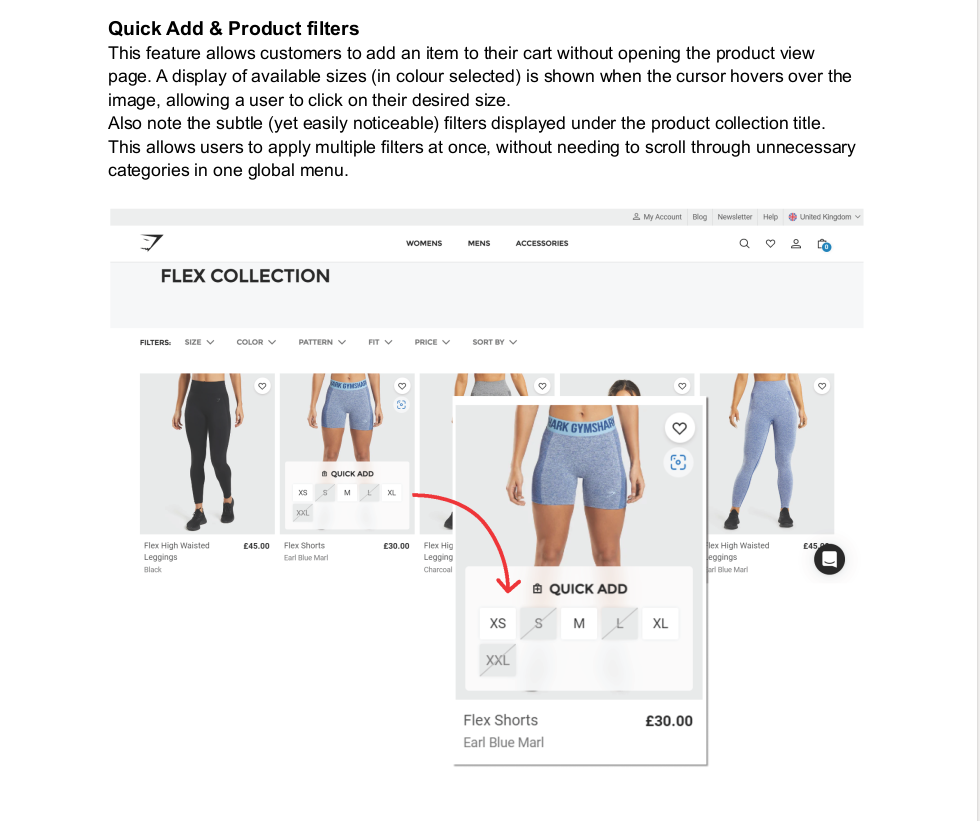 Quick Add & Product filters
This feature allows customers to add an item to their cart without opening the product view
page. A display of available sizes (in colour selected) is shown when the cursor hovers over the
image, allowing a user to click on their desired size.
Also note the subtle (yet easily noticeable) filters displayed under the product collection title.
This allows users to apply multiple filters at once, without needing to scroll through unnecessary
categories in one global menu.
My Account Blog Newsletter Help United Kingdom
WOMENS MENS ACCESSORIES
0
FLEX COLLECTION
FILTERS: SIZE COLOR PATTERN FIT PRICE SORT BY
ARK GYMSHAR
QUICK ADD
XS S M L XL
XXL
Flex High Waisted
Leggings
£45.00
Black
Flex Shorts £30.00
Earl Blue Marl
Flex Hig
Legging
Charcoal
ARK GYMSHAR
QUICK ADD
XS S M L XL
XXL
Flex Shorts £30.00
Earl Blue Marl
lex High Waisted
eggings
£45.00
arl Blue Marl